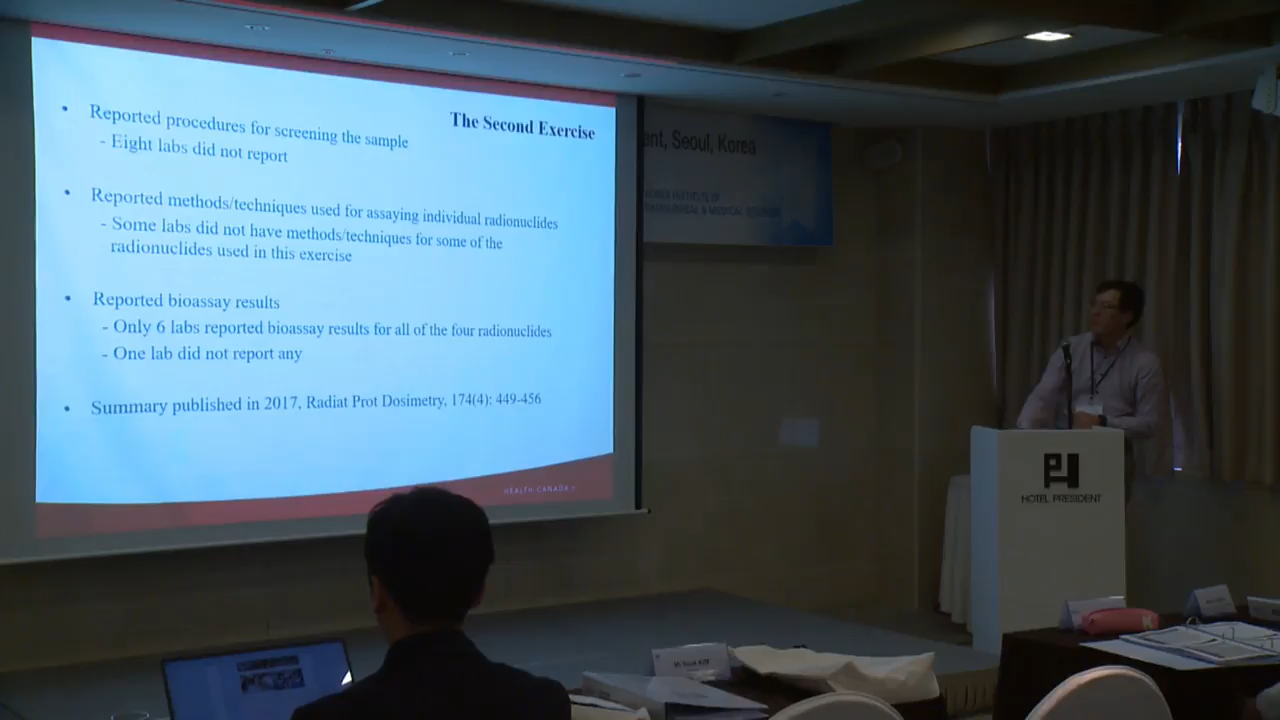 The Second Exercise
• Reported procedures for screening the sample
- Eight labs did not report
• Reported methods/techniques used for assaying individual radionuclides
- Some labs did not have methods/techniques for some of the
radionuclides used in this exercise
• Reported bioassay results
- Only 6 labs reported bioassay results for all of the four radionuclides
- One lab did not report any
• Summary published in 2017, Radiat Prot Dosimetry, 174(4): 449-456
HEALTH CANADA
Seoul, Korea
INSTITUTE OF
& MEDICAL
PH
HOTEL PRESIDENT